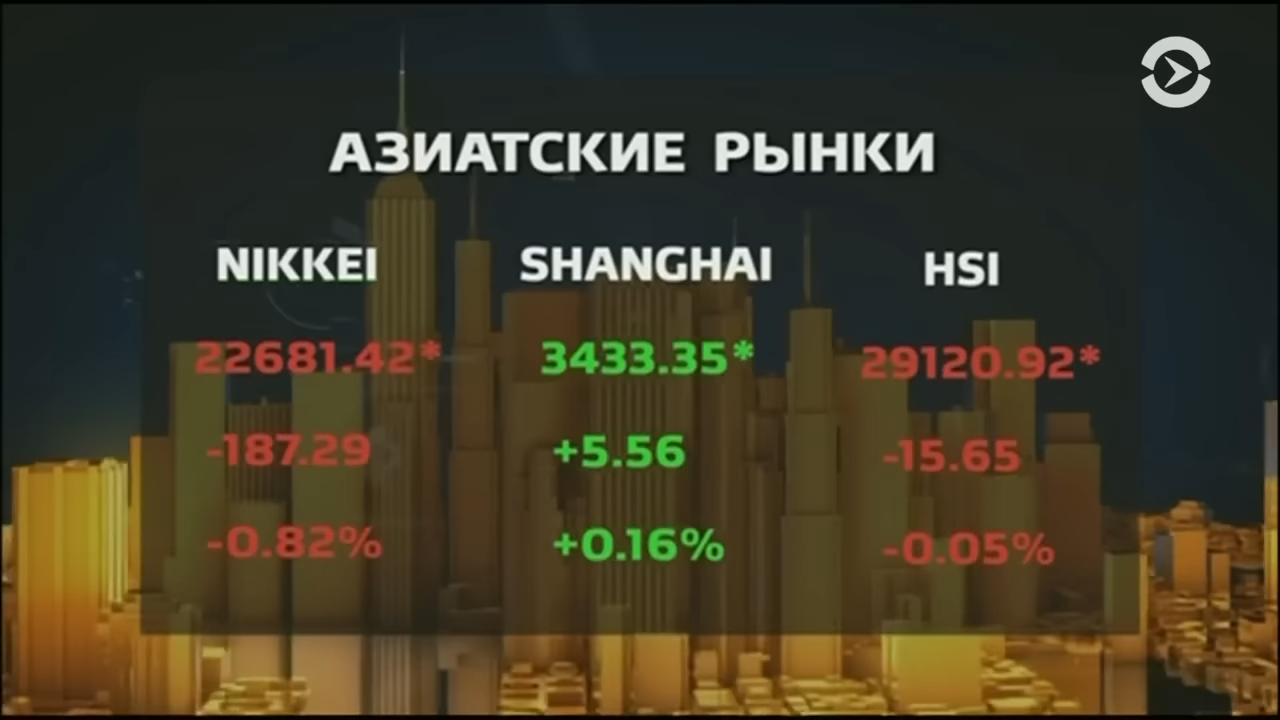 АЗИАТСКИЕ РЫНКИ
NIKKEI SHANGHAI HSI
22681.42* 3433.35* 29120.92*
-187.29 +5.56 -15.65
-0.82% +0.16% -0.05%